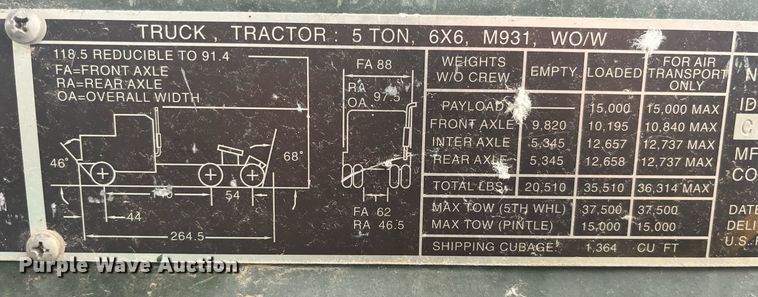 TRUCK, TRACTOR: 5 TON, 6X6, M931, WO/W
118.5 REDUCIBLE TO 91.4
FA=FRONT AXLE
RA=REAR AXLE
OA=OVERALL WIDTH
46°
68°
54
44
264.5
FA 88
RA
OA 97.5
FA 62
RA 46.5
WEIGHTS W/O CREW EMPTY LOADED FOR AIR TRANSPORT ONLY
PAYLOAD 15,000 15,000 MAX
FRONT AXLE 9,820 10,195 10,840 MAX
INTER AXLE 5,345 12,657 12,737 MAX
REAR AXLE 5,345 12,658 12,737 MAX
TOTAL LBS. 20,510 35,510 36,314 MAX
MAX TOW (5TH WHL) 37,500 37,500
MAX TOW (PINTLE) 15,000 15,000
SHIPPING CUBAGE: 1,364 CU FT
N
ID
C
MF
CO
DATE
DELI
U.S.
Purple Wave Auction